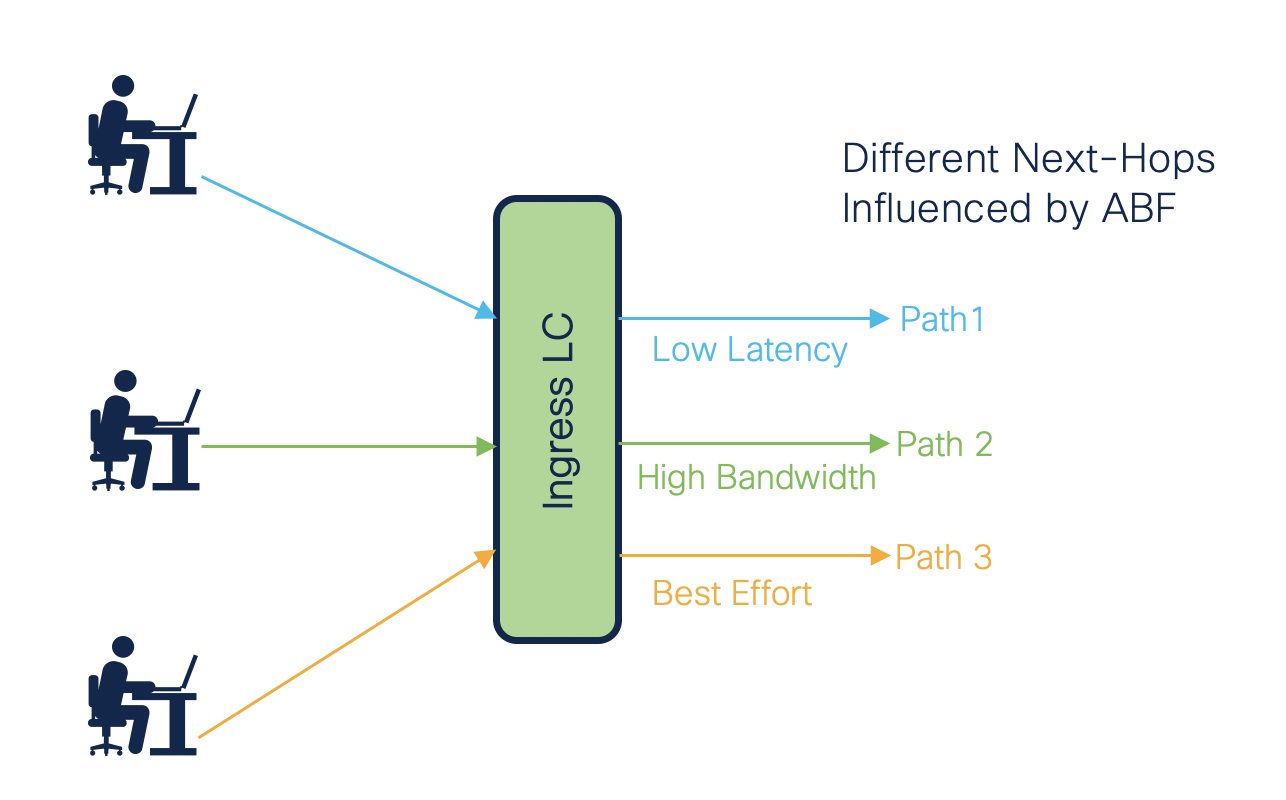 Different Next-Hops
Influenced by ABF
Ingress LC
Path1
Low Latency
Path 2
High Bandwidth
Path 3
Best Effort